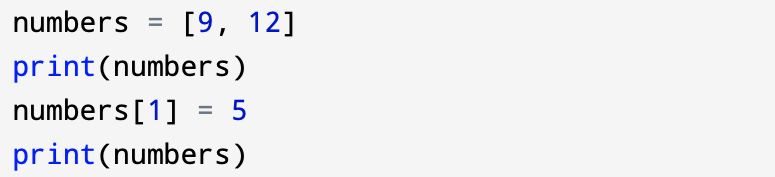 numbers = [9, 12]
print(numbers)
numbers[1] = 5
print(numbers)